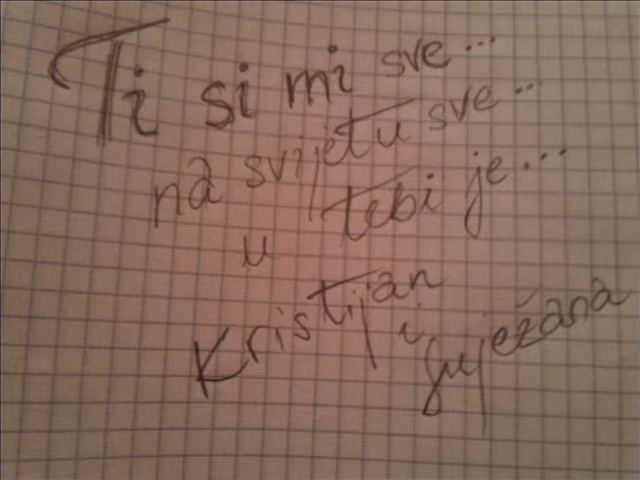 Ti si mi sve...
na svijetu sve...
u tebi je...
Kristijan i Snježana